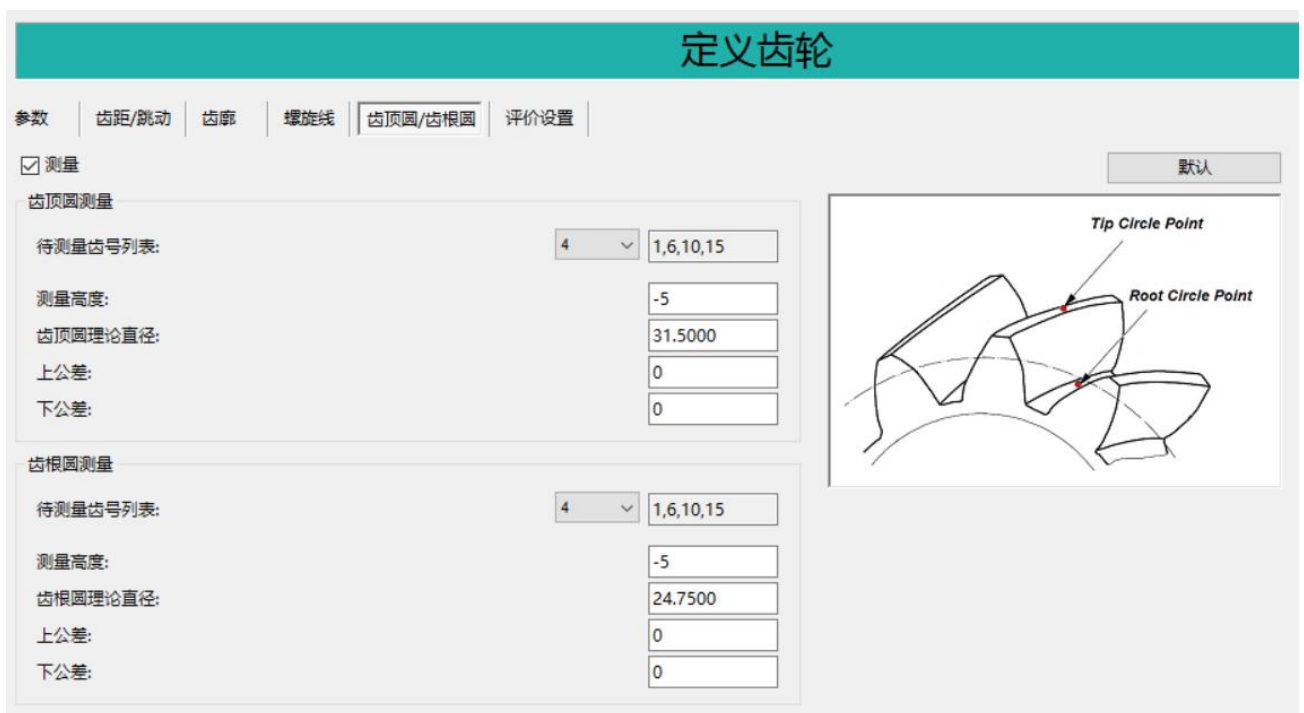 定义齿轮
参数 齿距/跳动 齿廓 螺旋线 齿顶圆/齿根圆 评价设置
测量 默认
齿顶圆测量
待测量齿号列表: 4 1,6,10,15
测量高度: -5
齿顶圆理论直径: 31.5000
上公差: 0
下公差: 0
Tip Circle Point
Root Circle Point
齿根圆测量
待测量齿号列表: 4 1,6,10,15
测量高度: -5
齿根圆理论直径: 24.7500
上公差: 0
下公差: 0